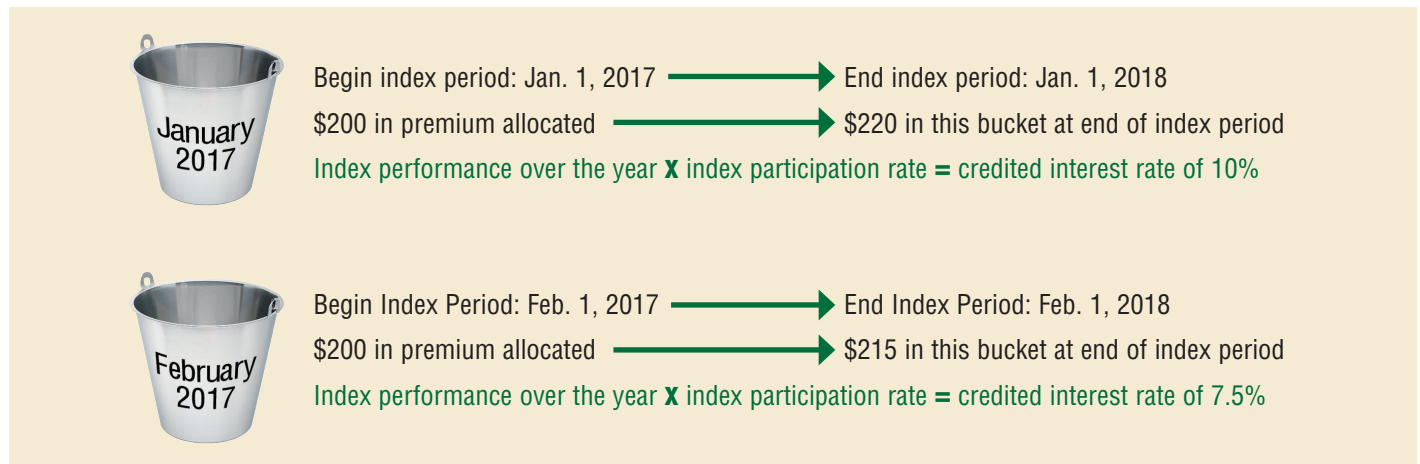 January
2017
Begin index period: Jan. 1, 2017 End index period: Jan. 1, 2018
$200 in premium allocated $220 in this bucket at end of index period
Index performance over the year X index participation rate = credited interest rate of 10%
February
2017
Begin Index Period: Feb. 1, 2017 End Index Period: Feb. 1, 2018
$200 in premium allocated $215 in this bucket at end of index period
Index performance over the year X index participation rate = credited interest rate of 7.5%